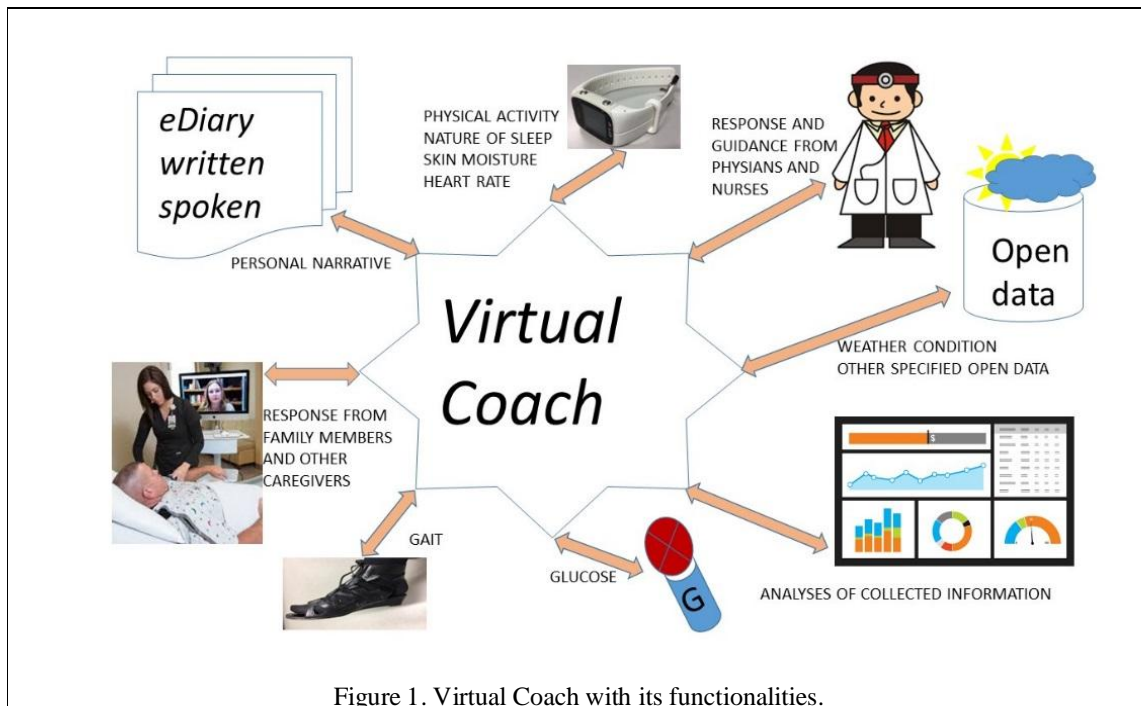 eDiary
written
spoken
PERSONAL NARRATIVE
PHYSICAL ACTIVITY
NATURE OF SLEEP
SKIN MOISTURE
HEART RATE
RESPONSE AND
GUIDANCE FROM
PHYSIANS AND
NURSES
Open
data
WEATHER CONDITION
OTHER SPECIFIED OPEN DATA
Virtual
Coach
RESPONSE FROM
FAMILY MEMBERS
AND OTHER
CAREGIVERS
GAIT
GLUCOSE
G
ANALYSES OF COLLECTED INFORMATION
Figure 1. Virtual Coach with its functionalities.